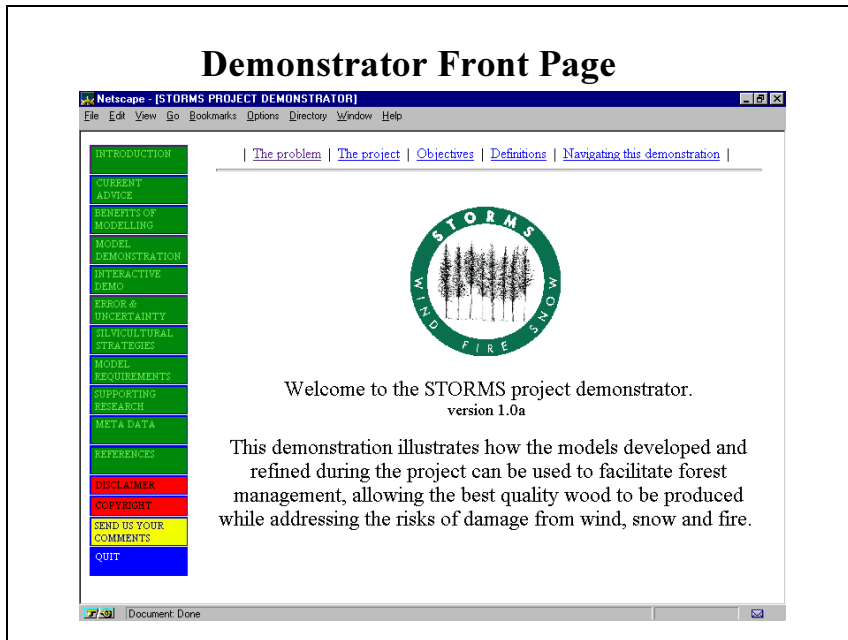 Demonstrator Front Page
Netscape - [STORMS PROJECT DEMONSTRATOR]
File Edit View Go Bookmarks Options Directory Window Help
INTRODUCTION
CURRENT
ADVICE
BENEFITS OF
MODELLING
MODEL
DEMONSTRATION
INTERACTIVE
DEMO
ERROR &
UNCERTAINTY
SILVICULTURAL
STRATEGIES
MODEL
REQUIREMENTS
SUPPORTING
RESEARCH
META DATA
REFERENCES
DISCLAIMER
COPYRIGHT
SEND US YOUR
COMMENTS
QUIT
| The problem | The project | Objectives | Definitions | Navigating this demonstration |
STORMS
WIND FIRE SNOW
Welcome to the STORMS project demonstrator.
version 1.0a
This demonstration illustrates how the models developed and
refined during the project can be used to facilitate forest
management, allowing the best quality wood to be produced
while addressing the risks of damage from wind, snow and fire.
Document: Done